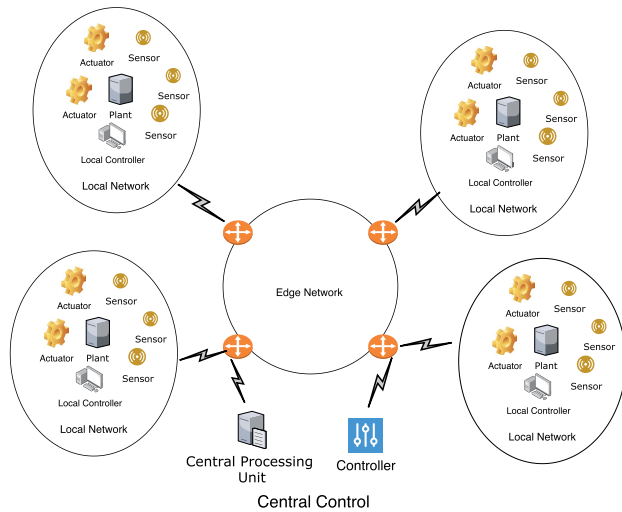 Actuator
Sensor
Sensor
Actuator
Plant
Sensor
Local Controller
Local Network
Actuator
Sensor
Sensor
Actuator
Plant
Sensor
Local Controller
Local Network
Edge Network
Actuator
Sensor
Sensor
Actuator
Plant
Sensor
Local Controller
Local Network
Actuator
Sensor
Sensor
Actuator
Plant
Sensor
Local Controller
Local Network
Central Processing
Unit
Controller
Central Control